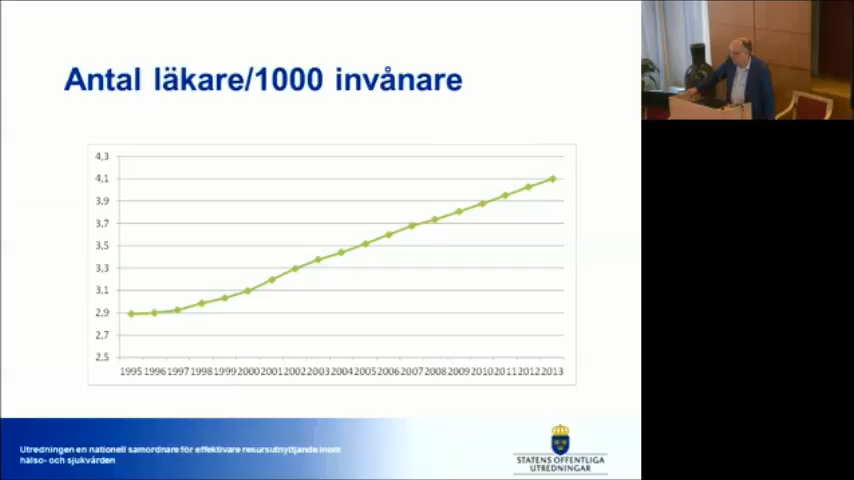 Antal läkare/1000 invånare
4,3
4,1
3,9
3,7
3,5
3,3
3,1
2,9
2,7
2,5
1995 1996 1997 1998 1999 2000 2001 2002 2003 2004 2005 2006 2007 2008 2009 2010 2011 2012 2013
Utredningen en nationell samordnare för effektivare resursutnyttjande inom
hälso- och sjukvården
STATENS OFFENTLIGA
UTREDNINGAR